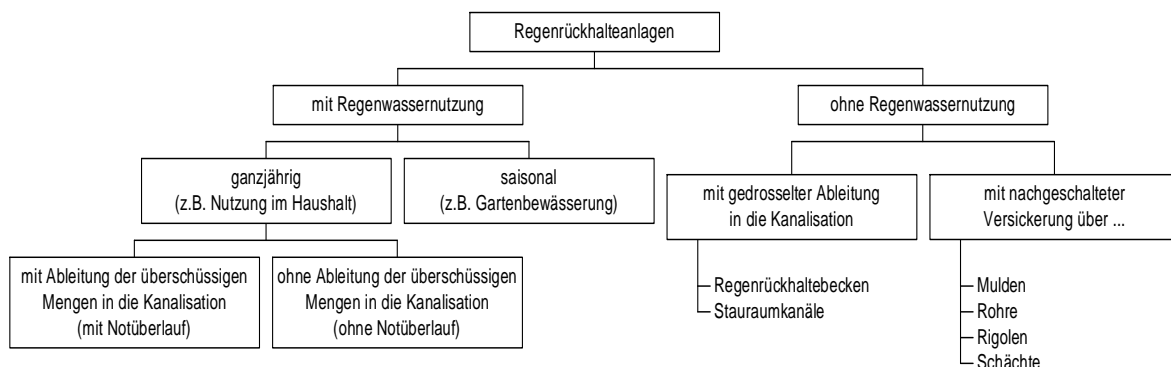 Regenrückhalteanlagen
mit Regenwassernutzung
ohne Regenwassernutzung
ganzjährig
(z.B. Nutzung im Haushalt)
saisonal
(z.B. Gartenbewässerung)
mit gedrosselter Ableitung
in die Kanalisation
mit nachgeschalteter
Versickerung über ...
mit Ableitung der überschüssigen
Mengen in die Kanalisation
(mit Notüberlauf)
ohne Ableitung der überschüssigen
Mengen in die Kanalisation
(ohne Notüberlauf)
Regenrückhaltebecken
Stauraumkanäle
Mulden
Rohre
Rigolen
Schächte